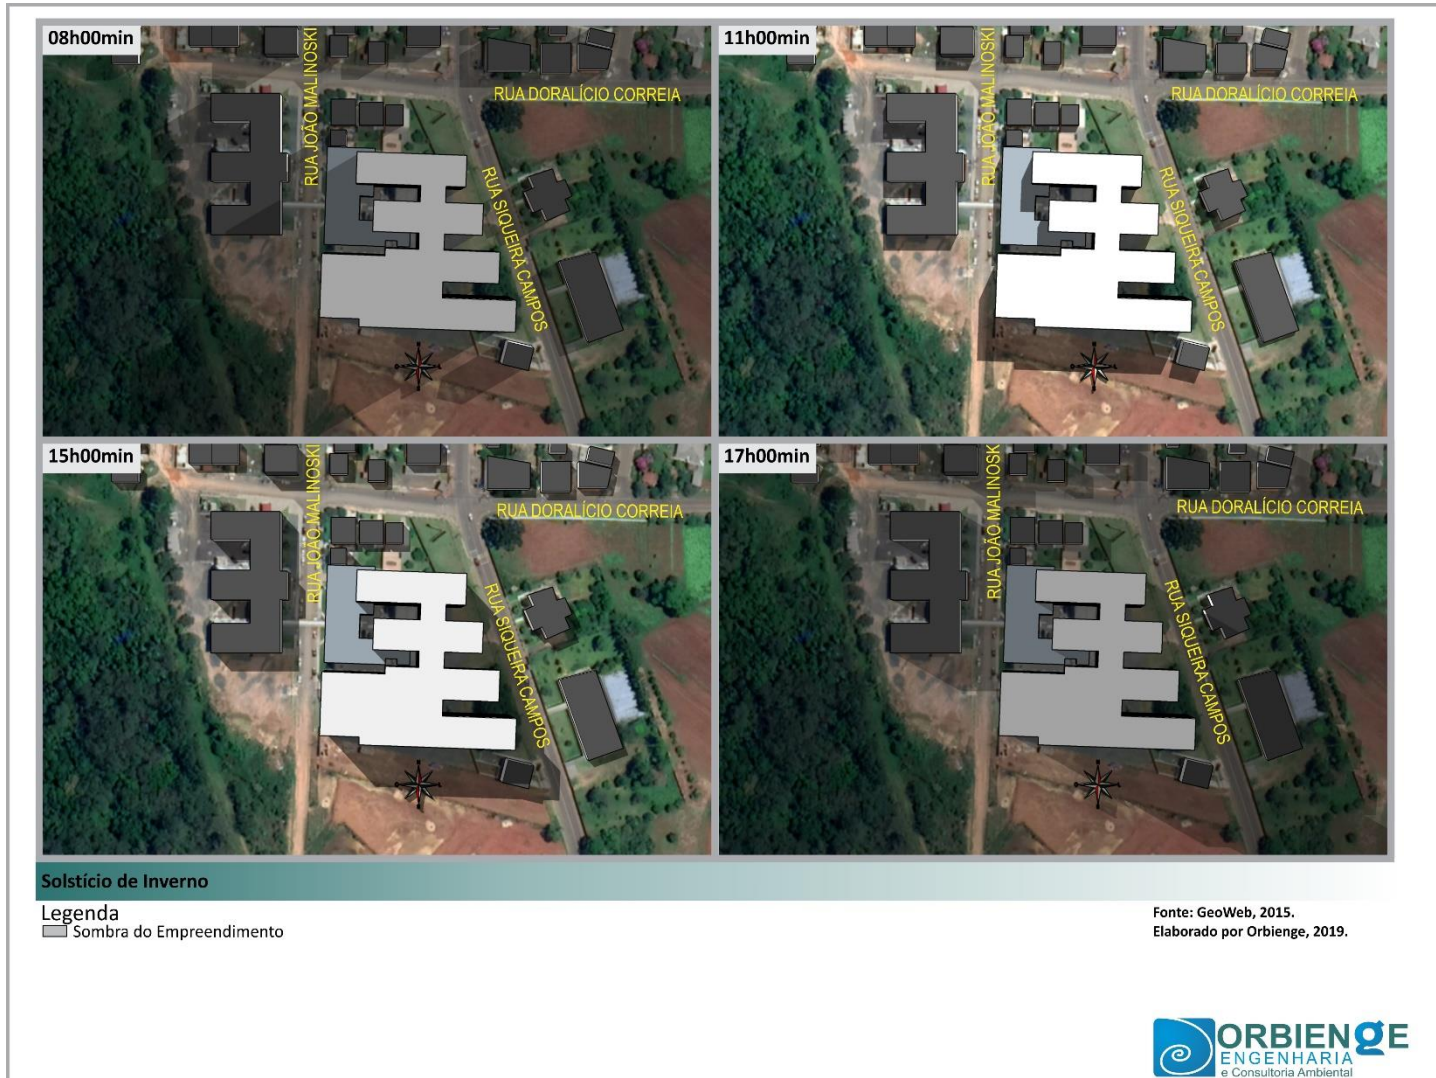 08h00min
RUA JOÃO MALINOSKI
RUA DORALÍCIO CORREIA
RUA SIQUEIRA CAMPOS
11h00min
RUA JOÃO MALINOSKI
RUA DORALÍCIO CORREIA
RUA SIQUEIRA CAMPOS
15h00min
RUA JOÃO MALINOSKI
RUA DORALÍCIO CORREIA
RUA SIQUEIRA CAMPOS
17h00min
RUA JOÃO MALINOSKI
RUA DORALÍCIO CORREIA
RUA SIQUEIRA CAMPOS
Solstício de Inverno
Legenda
Sombra do Empreendimento
Fonte: GeoWeb, 2015.
Elaborado por Orbienge, 2019.
ORBIENGE
ENGENHARIA
e Consultoria Ambiental